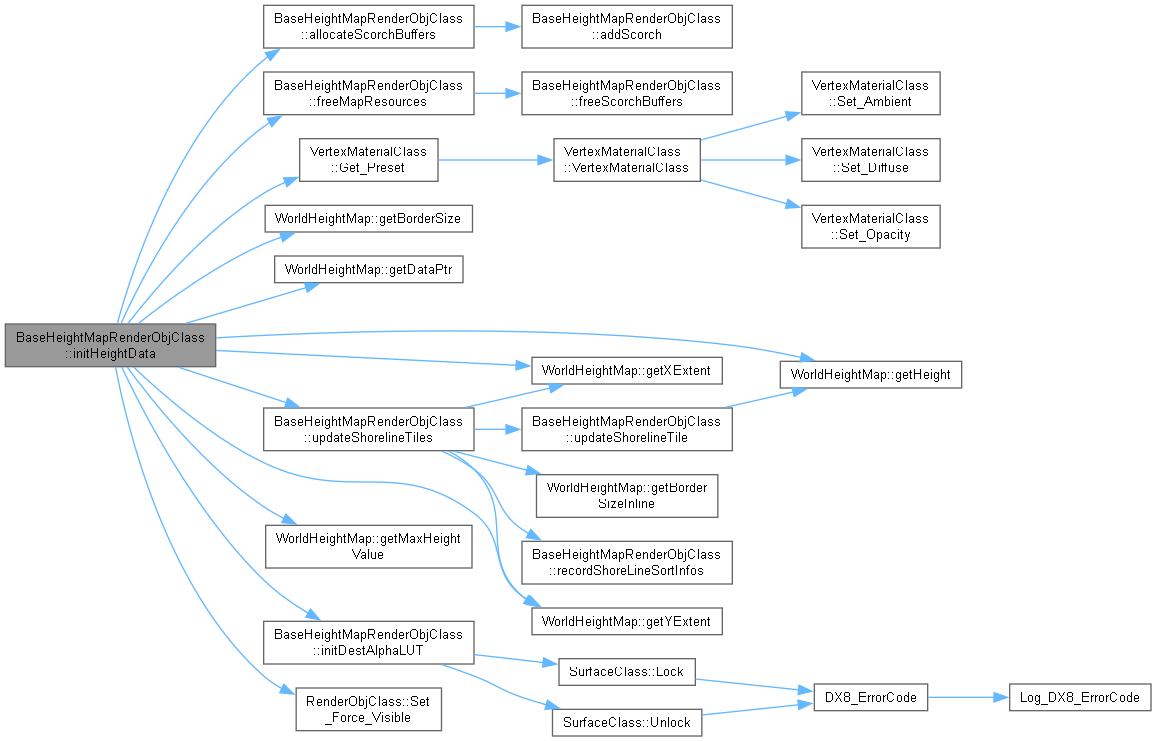 BaseHeightMapRenderObjClass
::initHeightData
BaseHeightMapRenderObjClass
::allocateScorchBuffers
BaseHeightMapRenderObjClass
::addScorch
BaseHeightMapRenderObjClass
::freeMapResources
BaseHeightMapRenderObjClass
::freeScorchBuffers
VertexMaterialClass
::Get_Preset
VertexMaterialClass
::VertexMaterialClass
VertexMaterialClass
::Set_Ambient
VertexMaterialClass
::Set_Diffuse
VertexMaterialClass
::Set_Opacity
WorldHeightMap::getBorderSize
WorldHeightMap::getDataPtr
WorldHeightMap::getHeight
WorldHeightMap::getXExtent
BaseHeightMapRenderObjClass
::updateShorelineTiles
BaseHeightMapRenderObjClass
::updateShorelineTile
WorldHeightMap::getBorder
SizeInline
BaseHeightMapRenderObjClass
::recordShoreLineSortInfos
WorldHeightMap::getYExtent
WorldHeightMap::getMaxHeight
Value
BaseHeightMapRenderObjClass
::initDestAlphaLUT
SurfaceClass::Lock
SurfaceClass::Unlock
DX8_ErrorCode
Log_DX8_ErrorCode
RenderObjClass::Set
_Force_Visible